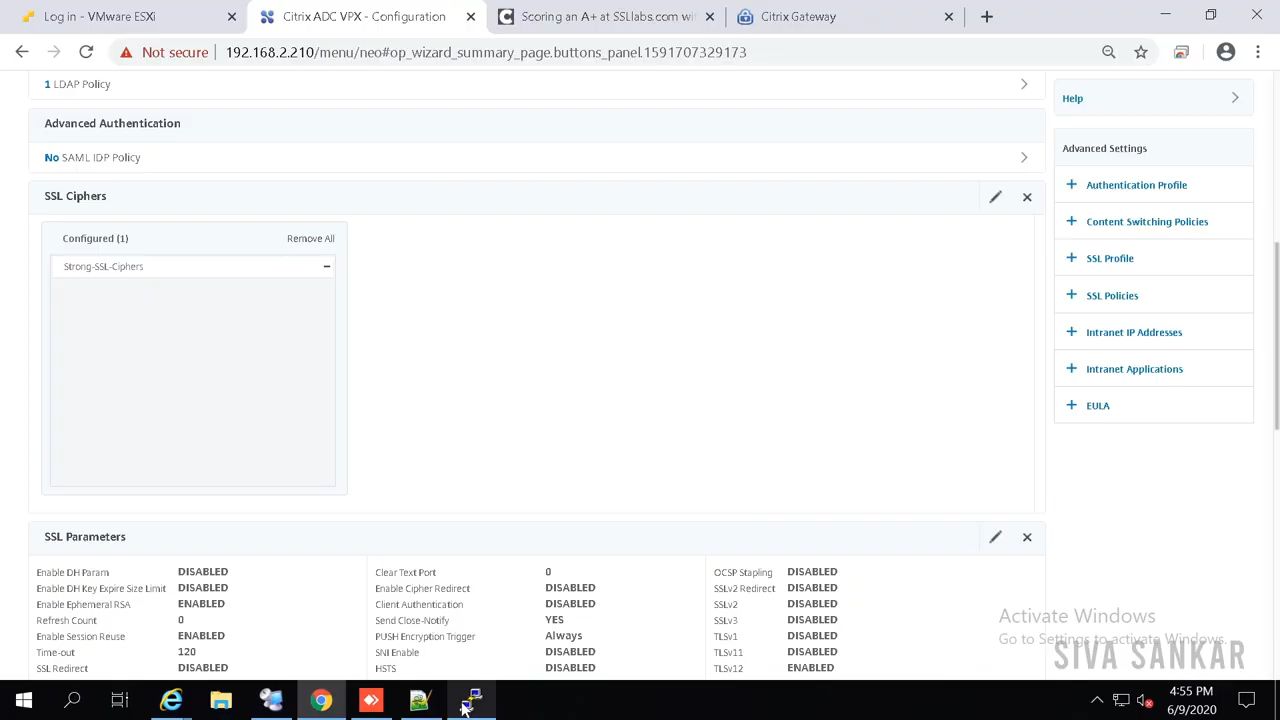 Log in - VMware ESXi
Citrix ADC VPX - Configuration
Scoring an A+ at SSLlabs.com wi
Citrix Gateway
Not secure
192.168.2.210/menu/neo#op_wizard_summary_page.buttons_panel.1591707329173
1 LDAP Policy
Advanced Authentication
No SAML IDP Policy
SSL Ciphers
Configured (1)
Remove All
Strong-SSL-Ciphers
SSL Parameters
Enable DH Param DISABLED
Enable DH Key Expire Size Limit DISABLED
Enable Ephemeral RSA ENABLED
Refresh Count 0
Enable Session Reuse ENABLED
Time-out 120
SSL Redirect DISABLED
Clear Text Port 0
Enable Cipher Redirect DISABLED
Client Authentication DISABLED
Send Close-Notify YES
PUSH Encryption Trigger Always
SNI Enable DISABLED
HSTS DISABLED
OCSP Stapling DISABLED
SSLv2 Redirect DISABLED
SSLv2 DISABLED
SSLv3 DISABLED
TLSv1 DISABLED
TLSv11 DISABLED
TLSv12 ENABLED
Help
Advanced Settings
Authentication Profile
Content Switching Policies
SSL Profile
SSL Policies
Intranet IP Addresses
Intranet Applications
EULA
Activate Windows
Go to Settings to activate Windows.
SIVA SANKAR
4:55 PM
6/9/2020